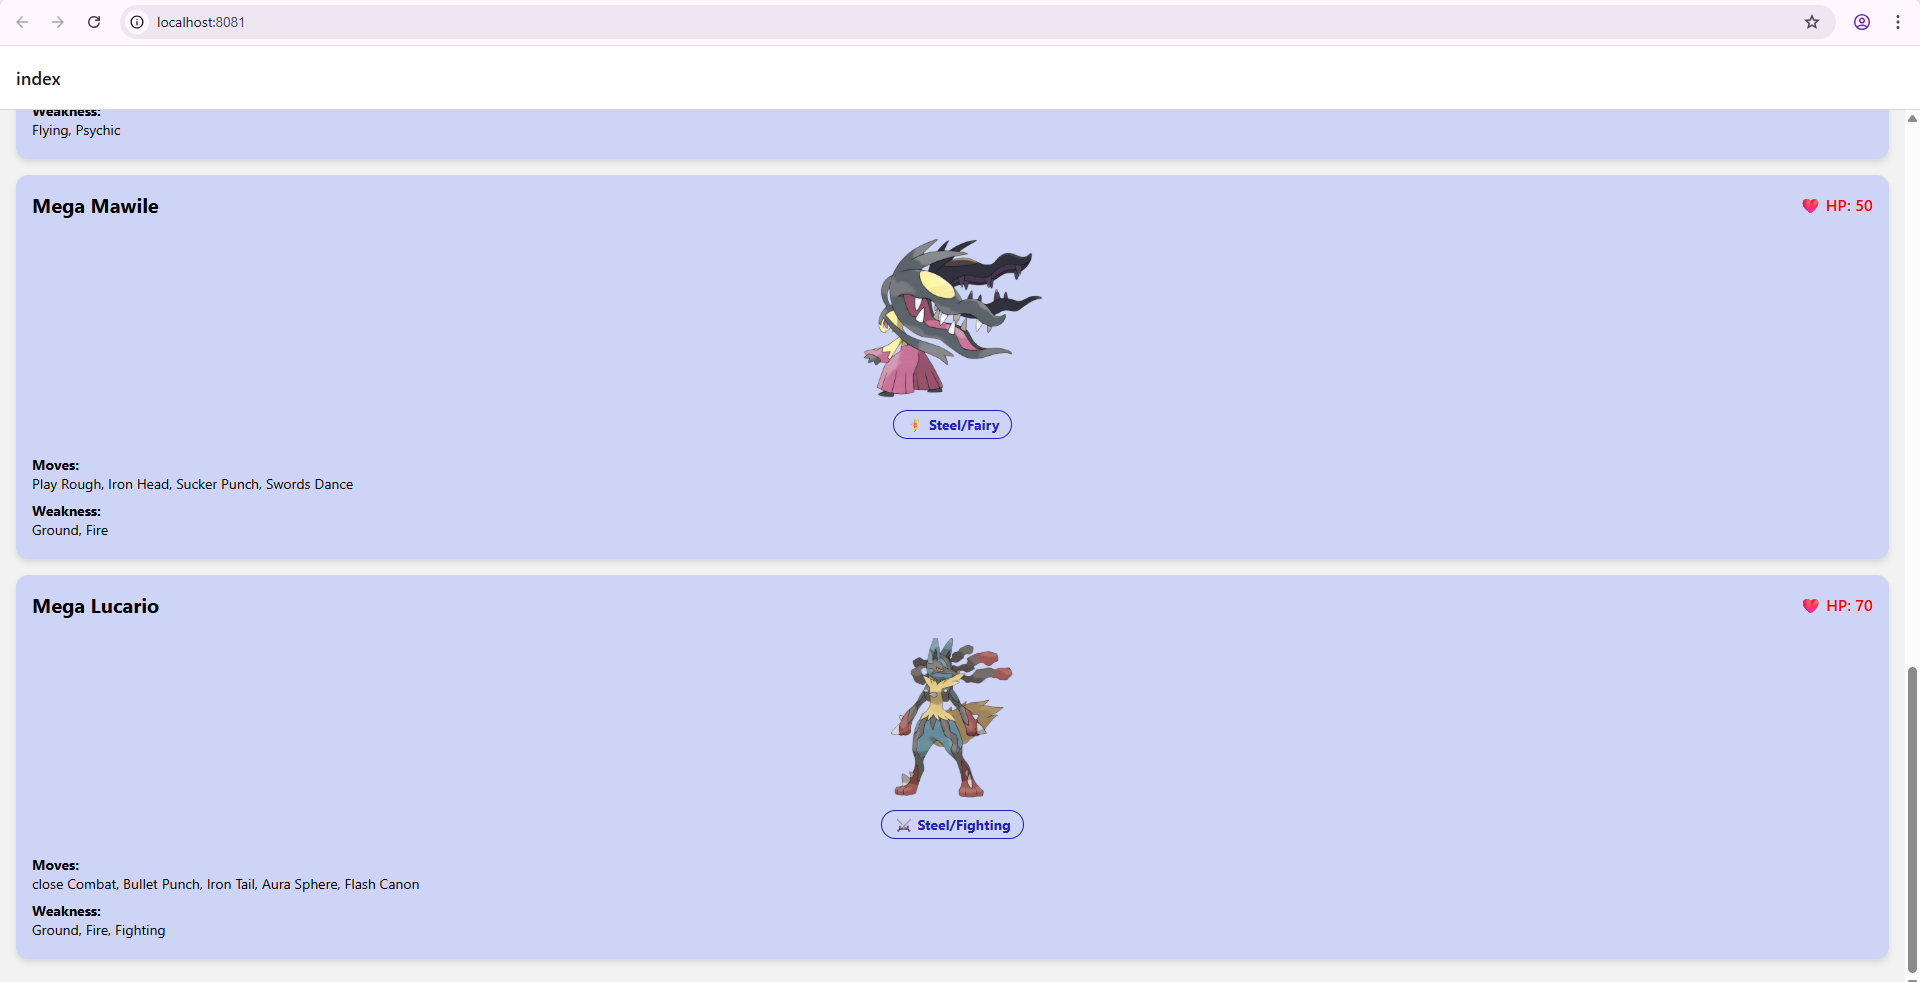 localhost:8081
index
Weakness:
Flying, Psychic
Mega Mawile
HP: 50
Steel/Fairy
Moves:
Play Rough, Iron Head, Sucker Punch, Swords Dance
Weakness:
Ground, Fire
Mega Lucario
HP: 70
Steel/Fighting
Moves:
close Combat, Bullet Punch, Iron Tail, Aura Sphere, Flash Canon
Weakness:
Ground, Fire, Fighting